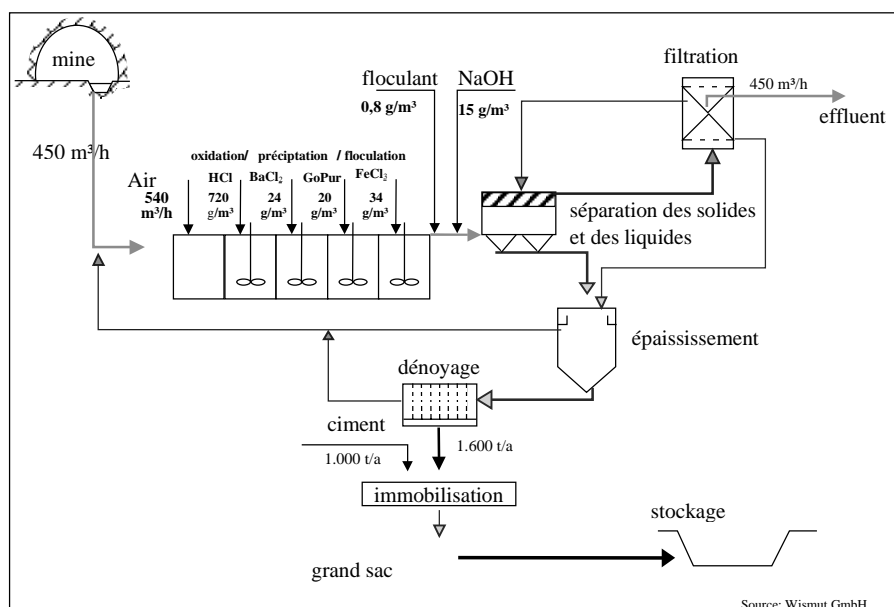 mine
filtration
floculant
NaOH
450 m³/h
0,8 g/m³
15 g/m³
effluent
450 m³/h
oxidation/ préciptation / floculation
Air
HCl
BaCl₂
GoPur
FeCl₃
540
720
24
20
34
m³/h
g/m³
g/m³
g/m³
g/m³
séparation des solides
et des liquides
épaississement
dénoyage
ciment
1.000 t/a
1.600 t/a
immobilisation
stockage
grand sac
Source: Wismut GmbH